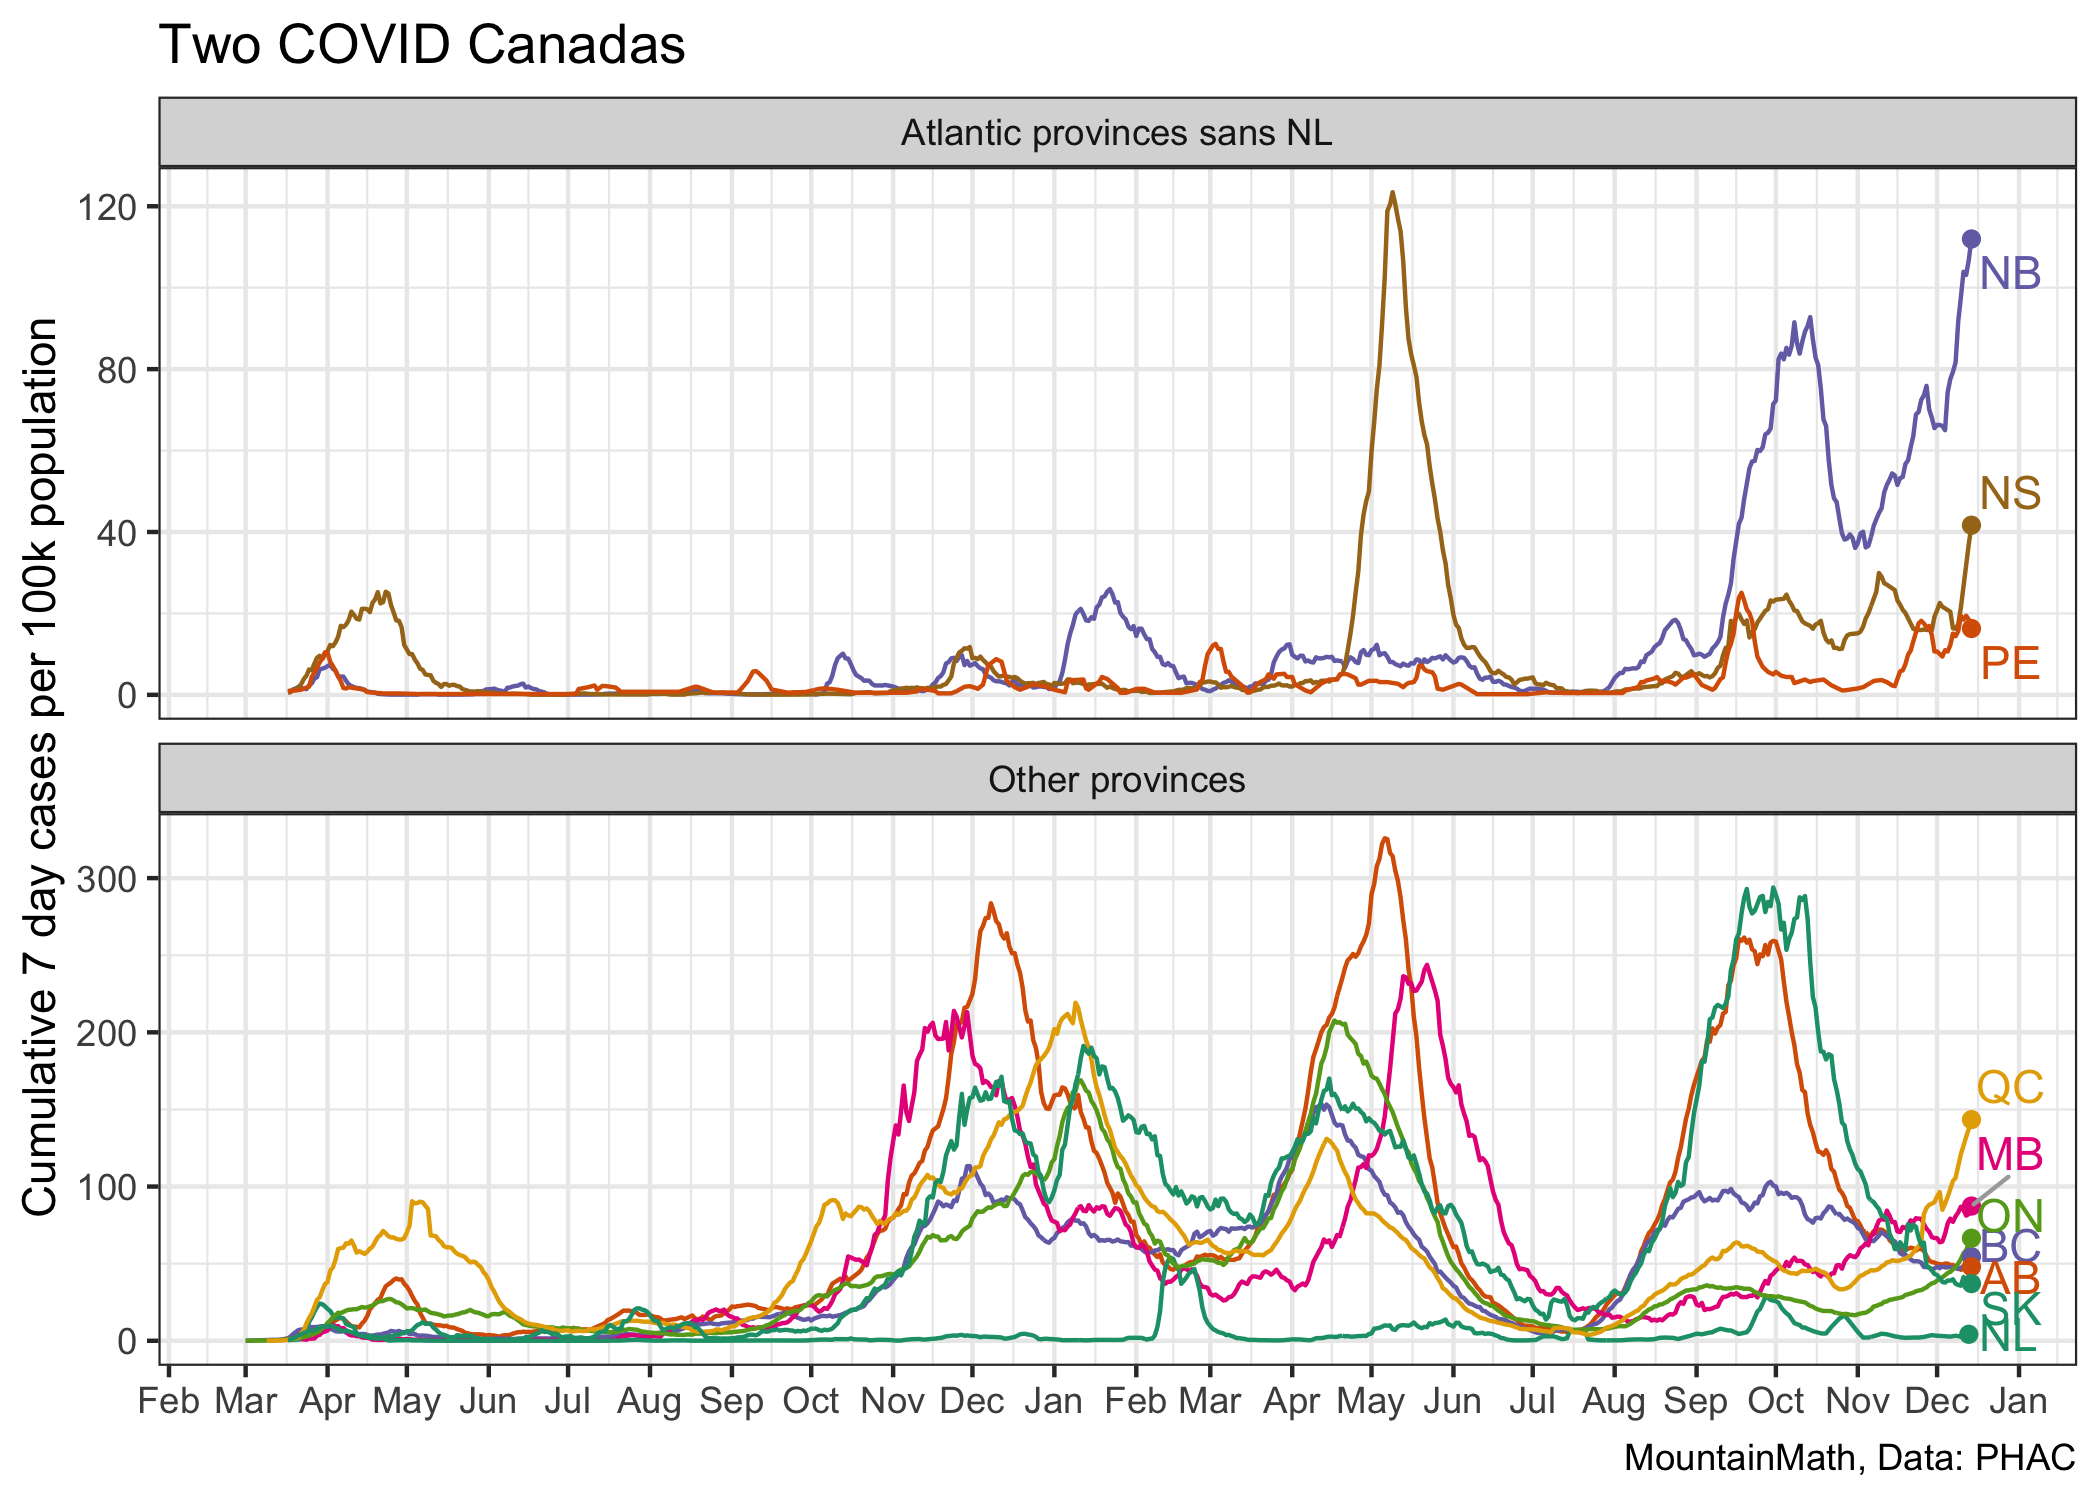 Two COVID Canadas
Atlantic provinces sans NL
120
80
40
0
NB
NS
PE
Cumulative 7 day cases per 100k population
Other provinces
300
200
100
0
QC
MB
ON
BC
AB
SK
NL
Feb Mar Apr May Jun Jul Aug Sep Oct Nov Dec Jan Feb Mar Apr May Jun Jul Aug Sep Oct Nov Dec Jan
MountainMath, Data: PHAC